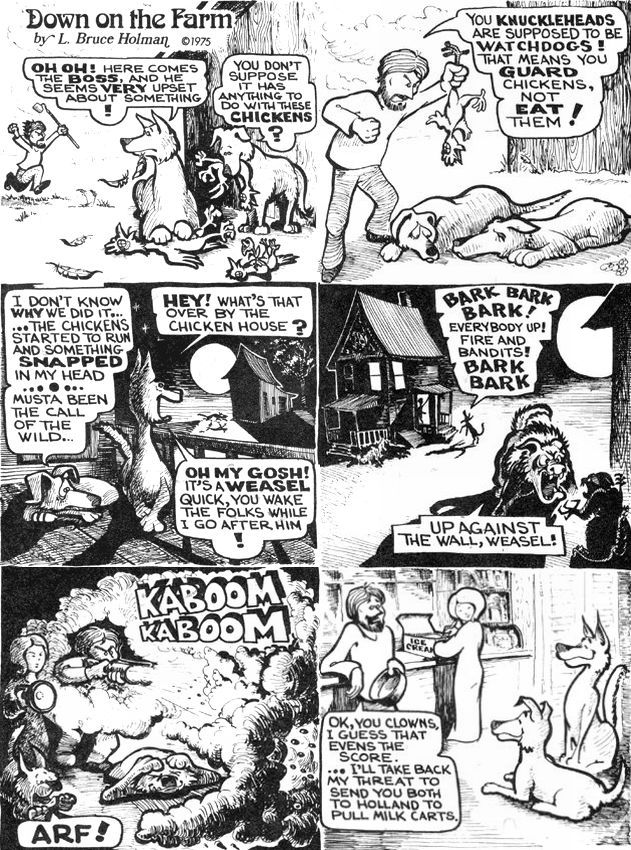 Down on the Farm
by L. Bruce Holman ©1975
OH OH! HERE COMES
THE BOSS, AND HE
SEEMS VERY UPSET
ABOUT SOMETHING
!
YOU DON'T
SUPPOSE
IT HAS
ANYTHING TO
DO WITH THESE
CHICKENS
?
YOU KNUCKLEHEADS
ARE SUPPOSED TO BE
WATCHDOGS!
THAT MEANS YOU
GUARD
CHICKENS,
NOT
EAT
THEM!
I DON'T KNOW
WHY WE DID IT...
...THE CHICKENS
STARTED TO RUN
AND SOMETHING
SNAPPED
IN MY HEAD
...●...
MUSTA BEEN
THE CALL
OF THE
WILD...
HEY! WHAT'S THAT
OVER BY THE
CHICKEN HOUSE?
OH MY GOSH!
IT'S A WEASEL
QUICK, YOU WAKE
THE FOLKS WHILE
I GO AFTER HIM
!
BARK BARK
BARK!
EVERYBODY UP!
FIRE AND
BANDITS!
BARK
BARK
UP AGAINST
THE WALL, WEASEL!
KABOOM
KABOOM
ARF!
ICE
CREAM
OK, YOU CLOWNS,
I GUESS THAT
EVENS THE
SCORE.
... I'LL TAKE BACK
MY THREAT TO
SEND YOU BOTH
TO HOLLAND TO
PULL MILK CARTS.